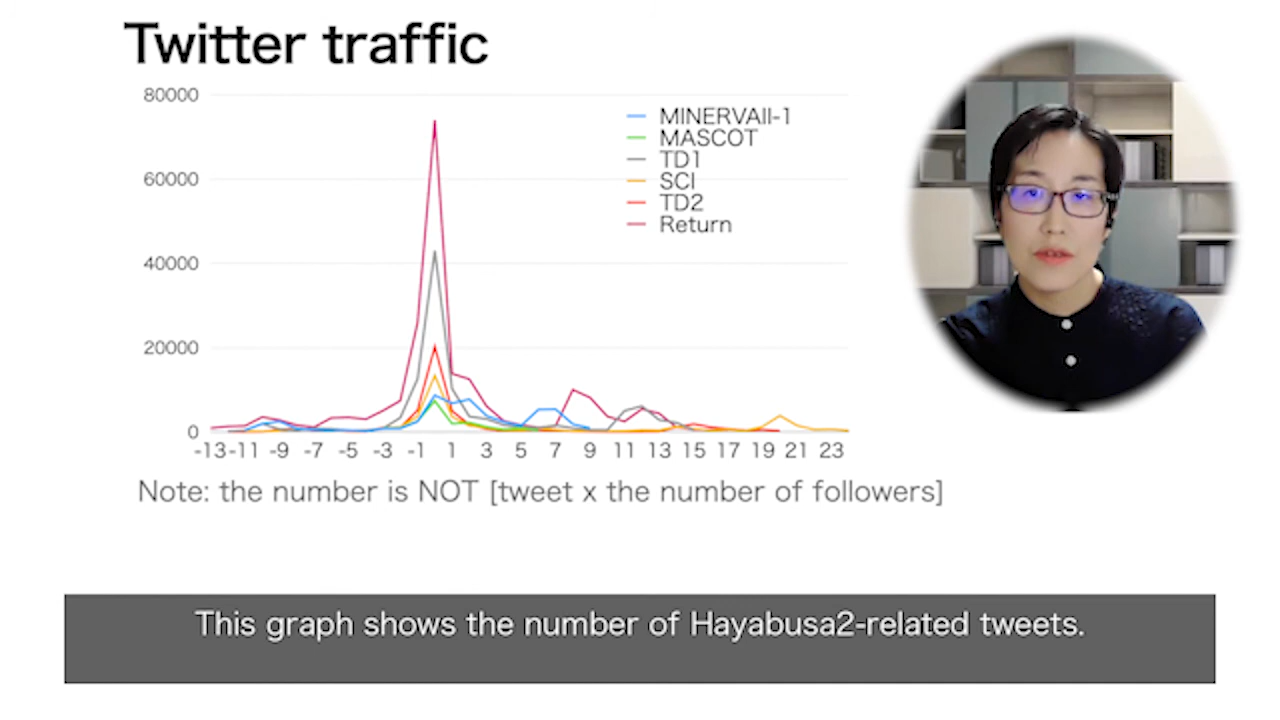 Twitter traffic
80000
60000
40000
20000
0
MINERVAII-1
MASCOT
TD1
SCI
TD2
Return
-13 -11 -9 -7 -5 -3 -1 1 3 5 7 9 11 13 15 17 19 21 23
Note: the number is NOT [tweet x the number of followers]
This graph shows the number of Hayabusa2-related tweets.